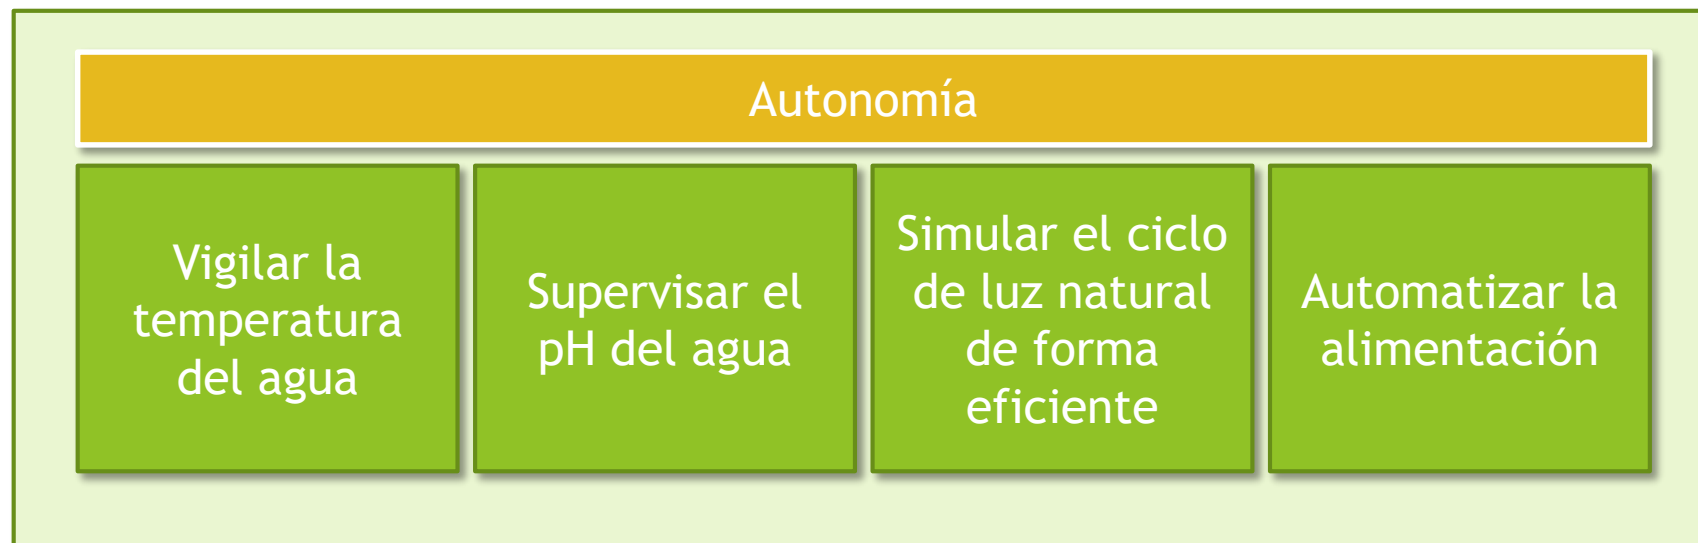 Autonomía
Vigilar la
temperatura
del agua
Supervisar el
pH del agua
Simular el ciclo
de luz natural
de forma
eficiente
Automatizar la
alimentación